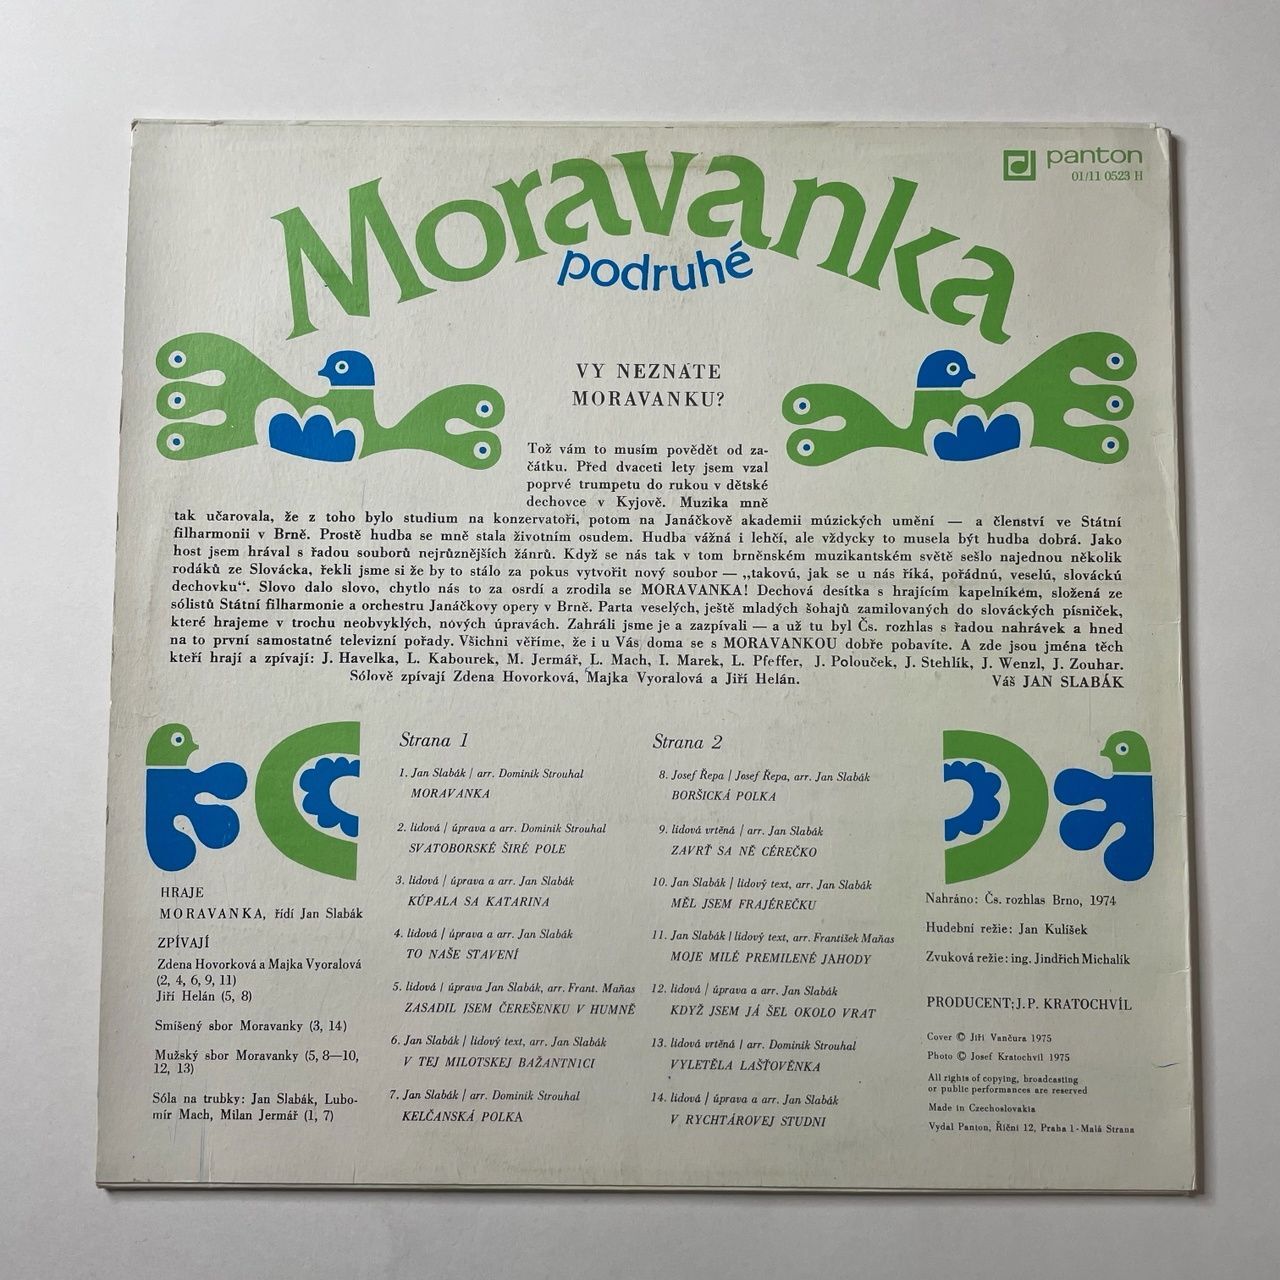 Moravanka
podruhé
panton
01/11 0523 H
VY NEZNÁTE
MORAVANKU?
Tož vám to musím povědět od za-
čátku. Před dvaceti lety jsem vzal
poprvé trumpetu do rukou v dětské
dechovce v Kyjově. Muzika mně
tak učarovala, že z toho bylo studium na konzervatoři, potom na Janáčkově akademii múzických umění — a členství ve Státní
filharmonii v Brně. Prostě hudba se mně stala životním osudem. Hudba vážná i lehčí, ale vždycky to musela být hudba dobrá. Jako
host jsem hrával s řadou souborů nejrůznějších žánrů. Když se nás tak v tom brněnském muzikantském světě sešlo najednou několik
rodáků ze Slovácka, řekli jsme si že by to stálo za pokus vytvořit nový soubor — „takovú, jak se u nás říká, pořádnú, veselú, slováckú
dechovku“. Slovo dalo slovo, chytlo nás to za osrdí a zrodila se MORAVANKA! Dechová desítka s hrajícím kapelníkem, složená ze
sólistů Státní filharmonie a orchestru Janáčkovy opery v Brně. Parta veselých, ještě mladých šohajů zamilovaných do slováckých písniček,
které hrajeme v trochu neobvyklých, nových úpravách. Zahráli jsme je a zazpívali — a už tu byl Čs. rozhlas s řadou nahrávek a hned
na to první samostatné televizní pořady. Všichni věříme, že i u Vás doma se s MORAVANKOU dobře pobavíte. A zde jsou jména těch
kteří hrají a zpívají: J. Havelka, L. Kabourek, M. Jermář, L. Mach, I. Marek, L. Pfeffer, J. Polouček, J. Stehlík, J. Wenzl, J. Zouhar.
Sólově zpívají Zdena Hovorková, Majka Vyoralová a Jiří Helán. Váš JAN SLABÁK
Strana 1
1. Jan Slabák / arr. Dominik Strouhal
MORAVANKA
2. lidová / úprava a arr. Dominik Strouhal
SVATOBORSKÉ ŠIRÉ POLE
3. lidová / úprava a arr. Jan Slabák
KÚPALA SA KATARINA
4. lidová / úprava a arr. Jan Slabák
TO NAŠE STAVENÍ
5. lidová / úprava Jan Slabák, arr. Frant. Maňas
ZASADIL JSEM ČEREŠENKU V HUMNĚ
6. Jan Slabák / lidový text, arr. Jan Slabák
V TEJ MILOTSKEJ BAŽANTNICI
7. Jan Slabák / arr. Dominik Strouhal
KELČANSKÁ POLKA
Strana 2
8. Josef Řepa / Josef Řepa, arr. Jan Slabák
BORŠICKÁ POLKA
9. lidová vrtěná / arr. Jan Slabák
ZAVRŤ SA NĚ CÉREČKO
10. Jan Slabák / lidový text, arr. Jan Slabák
MĚL JSEM FRAJÉREČKU
11. Jan Slabák / lidový text, arr. František Maňas
MOJE MILÉ PREMILENÉ JAHODY
12. lidová / úprava a arr. Jan Slabák
KDYŽ JSEM JÁ ŠEL OKOLO VRAT
13. lidová vrtěná / arr. Dominik Strouhal
VYLETĚLA LAŠŤOVĚNKA
14. lidová / úprava a arr. Jan Slabák
V RYCHTÁROVEJ STUDNI
HRAJE
MORAVANKA, řídí Jan Slabák
ZPÍVAJÍ
Zdena Hovorková a Majka Vyoralová
(2, 4, 6, 9, 11)
Jiří Helán (5, 8)
Smíšený sbor Moravanky (3, 14)
Mužský sbor Moravanky (5, 8—10,
12, 13)
Sóla na trubky: Jan Slabák, Lubo-
mír Mach, Milan Jermář (1, 7)
Nahráno: Čs. rozhlas Brno, 1974
Hudební režie: Jan Kulíšek
Zvuková režie: ing. Jindřich Michalík
PRODUCENT; J. P. KRATOCHVÍL
Cover © Jiří Vančura 1975
Photo © Josef Kratochvíl 1975
All rights of copying, broadcasting
or public performances are reserved
Made in Czechoslovakia
Vydal Panton, Říční 12, Praha 1 - Malá Strana